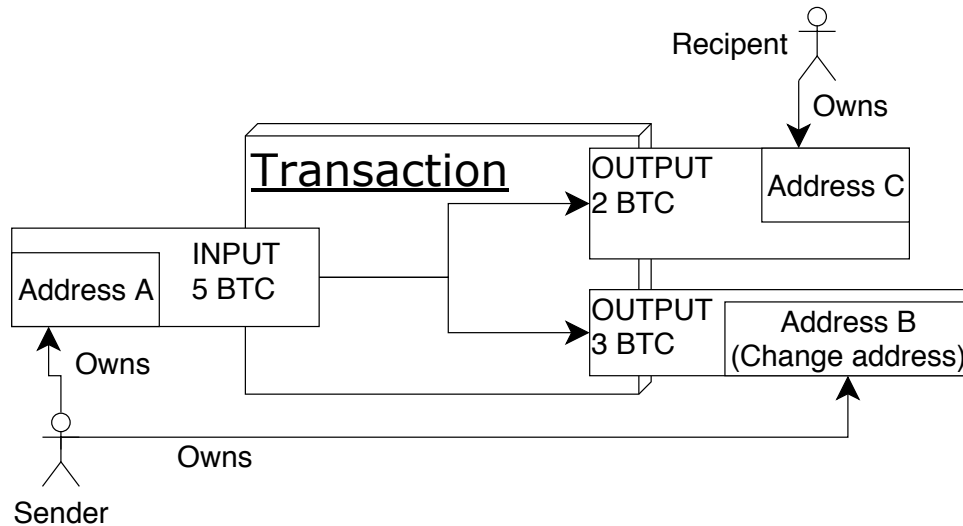 Recipent
Owns
Transaction
OUTPUT
2 BTC
Address C
INPUT
5 BTC
Address A
OUTPUT
3 BTC
Address B
(Change address)
Owns
Owns
Sender